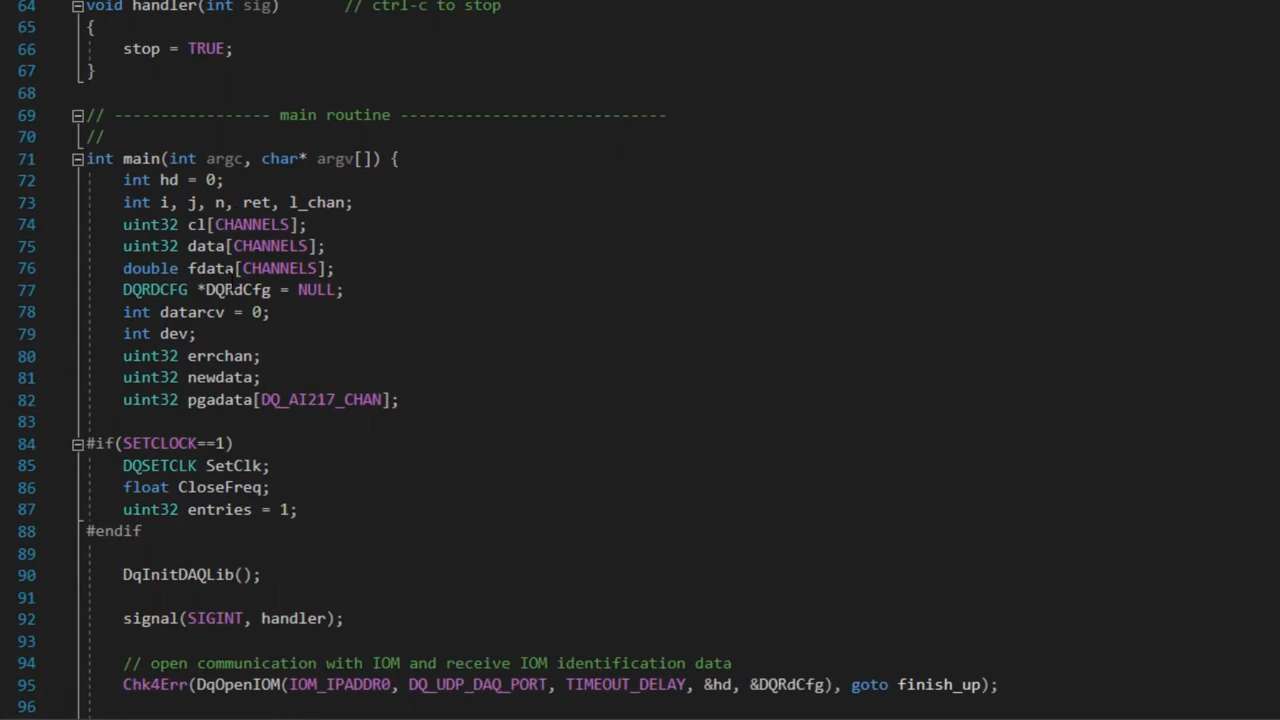 64 void handler(int sig)        // ctrl-c to stop
65 {
66     stop = TRUE;
67 }
68
69 // ----------------- main routine -----------------------------
70 //
71 int main(int argc, char* argv[]) {
72     int hd = 0;
73     int i, j, n, ret, l_chan;
74     uint32 cl[CHANNELS];
75     uint32 data[CHANNELS];
76     double fdata[CHANNELS];
77     DQRDCFG *DQRdCfg = NULL;
78     int datarcv = 0;
79     int dev;
80     uint32 errchan;
81     uint32 newdata;
82     uint32 pgadata[DQ_AI217_CHAN];
83
84 #if(SETCLOCK==1)
85     DQSETCLK SetClk;
86     float CloseFreq;
87     uint32 entries = 1;
88 #endif
89
90     DqInitDAQLib();
91
92     signal(SIGINT, handler);
93
94     // open communication with IOM and receive IOM identification data
95     Chk4Err(DqOpenIOM(IOM_IPADDR0, DQ_UDP_DAQ_PORT, TIMEOUT_DELAY, &hd, &DQRdCfg), goto finish_up);
96